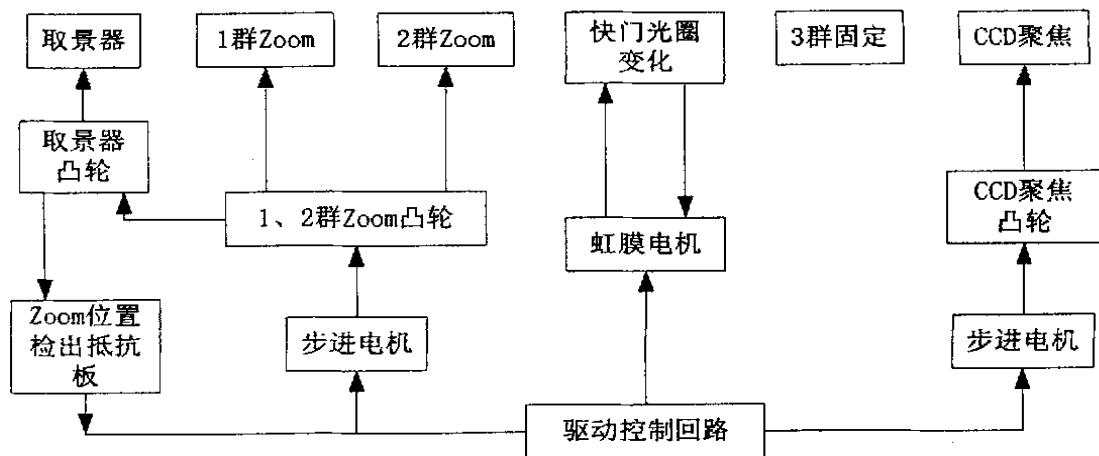 取景器
1群Zoom
2群Zoom
快门光圈
变化
3群固定
CCD聚焦
取景器
凸轮
1、2群Zoom凸轮
虹膜电机
CCD聚焦
凸轮
Zoom位置
检出抵抗
板
步进电机
步进电机
驱动控制回路